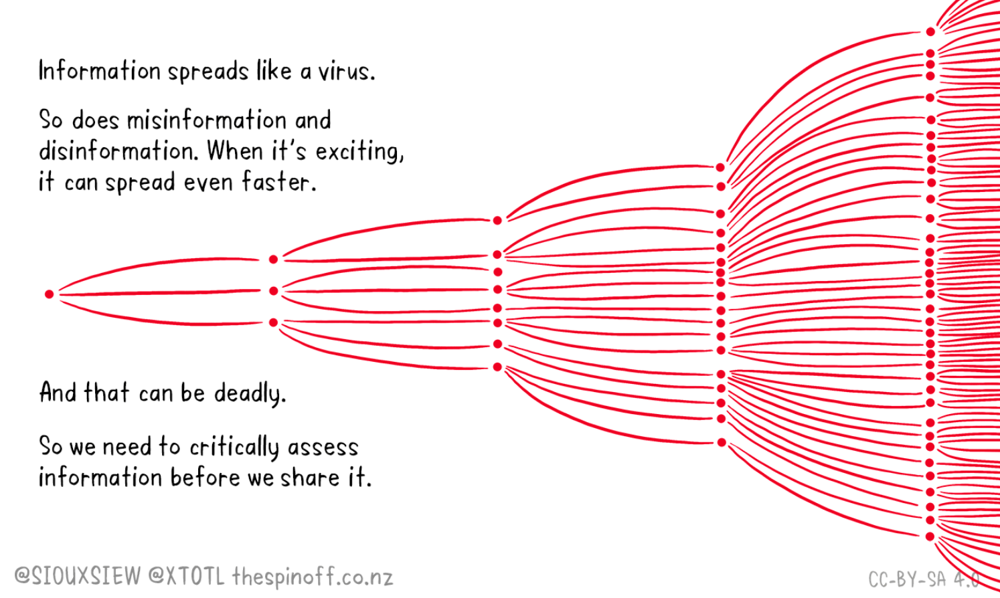 Information spreads like a virus.
So does misinformation and
disinformation. When it's exciting,
it can spread even faster.
And that can be deadly.
So we need to critically assess
information before we share it.
@SIOUXSIEW @XTOTL thespinoff.co.nz
CC-BY-SA 4.0